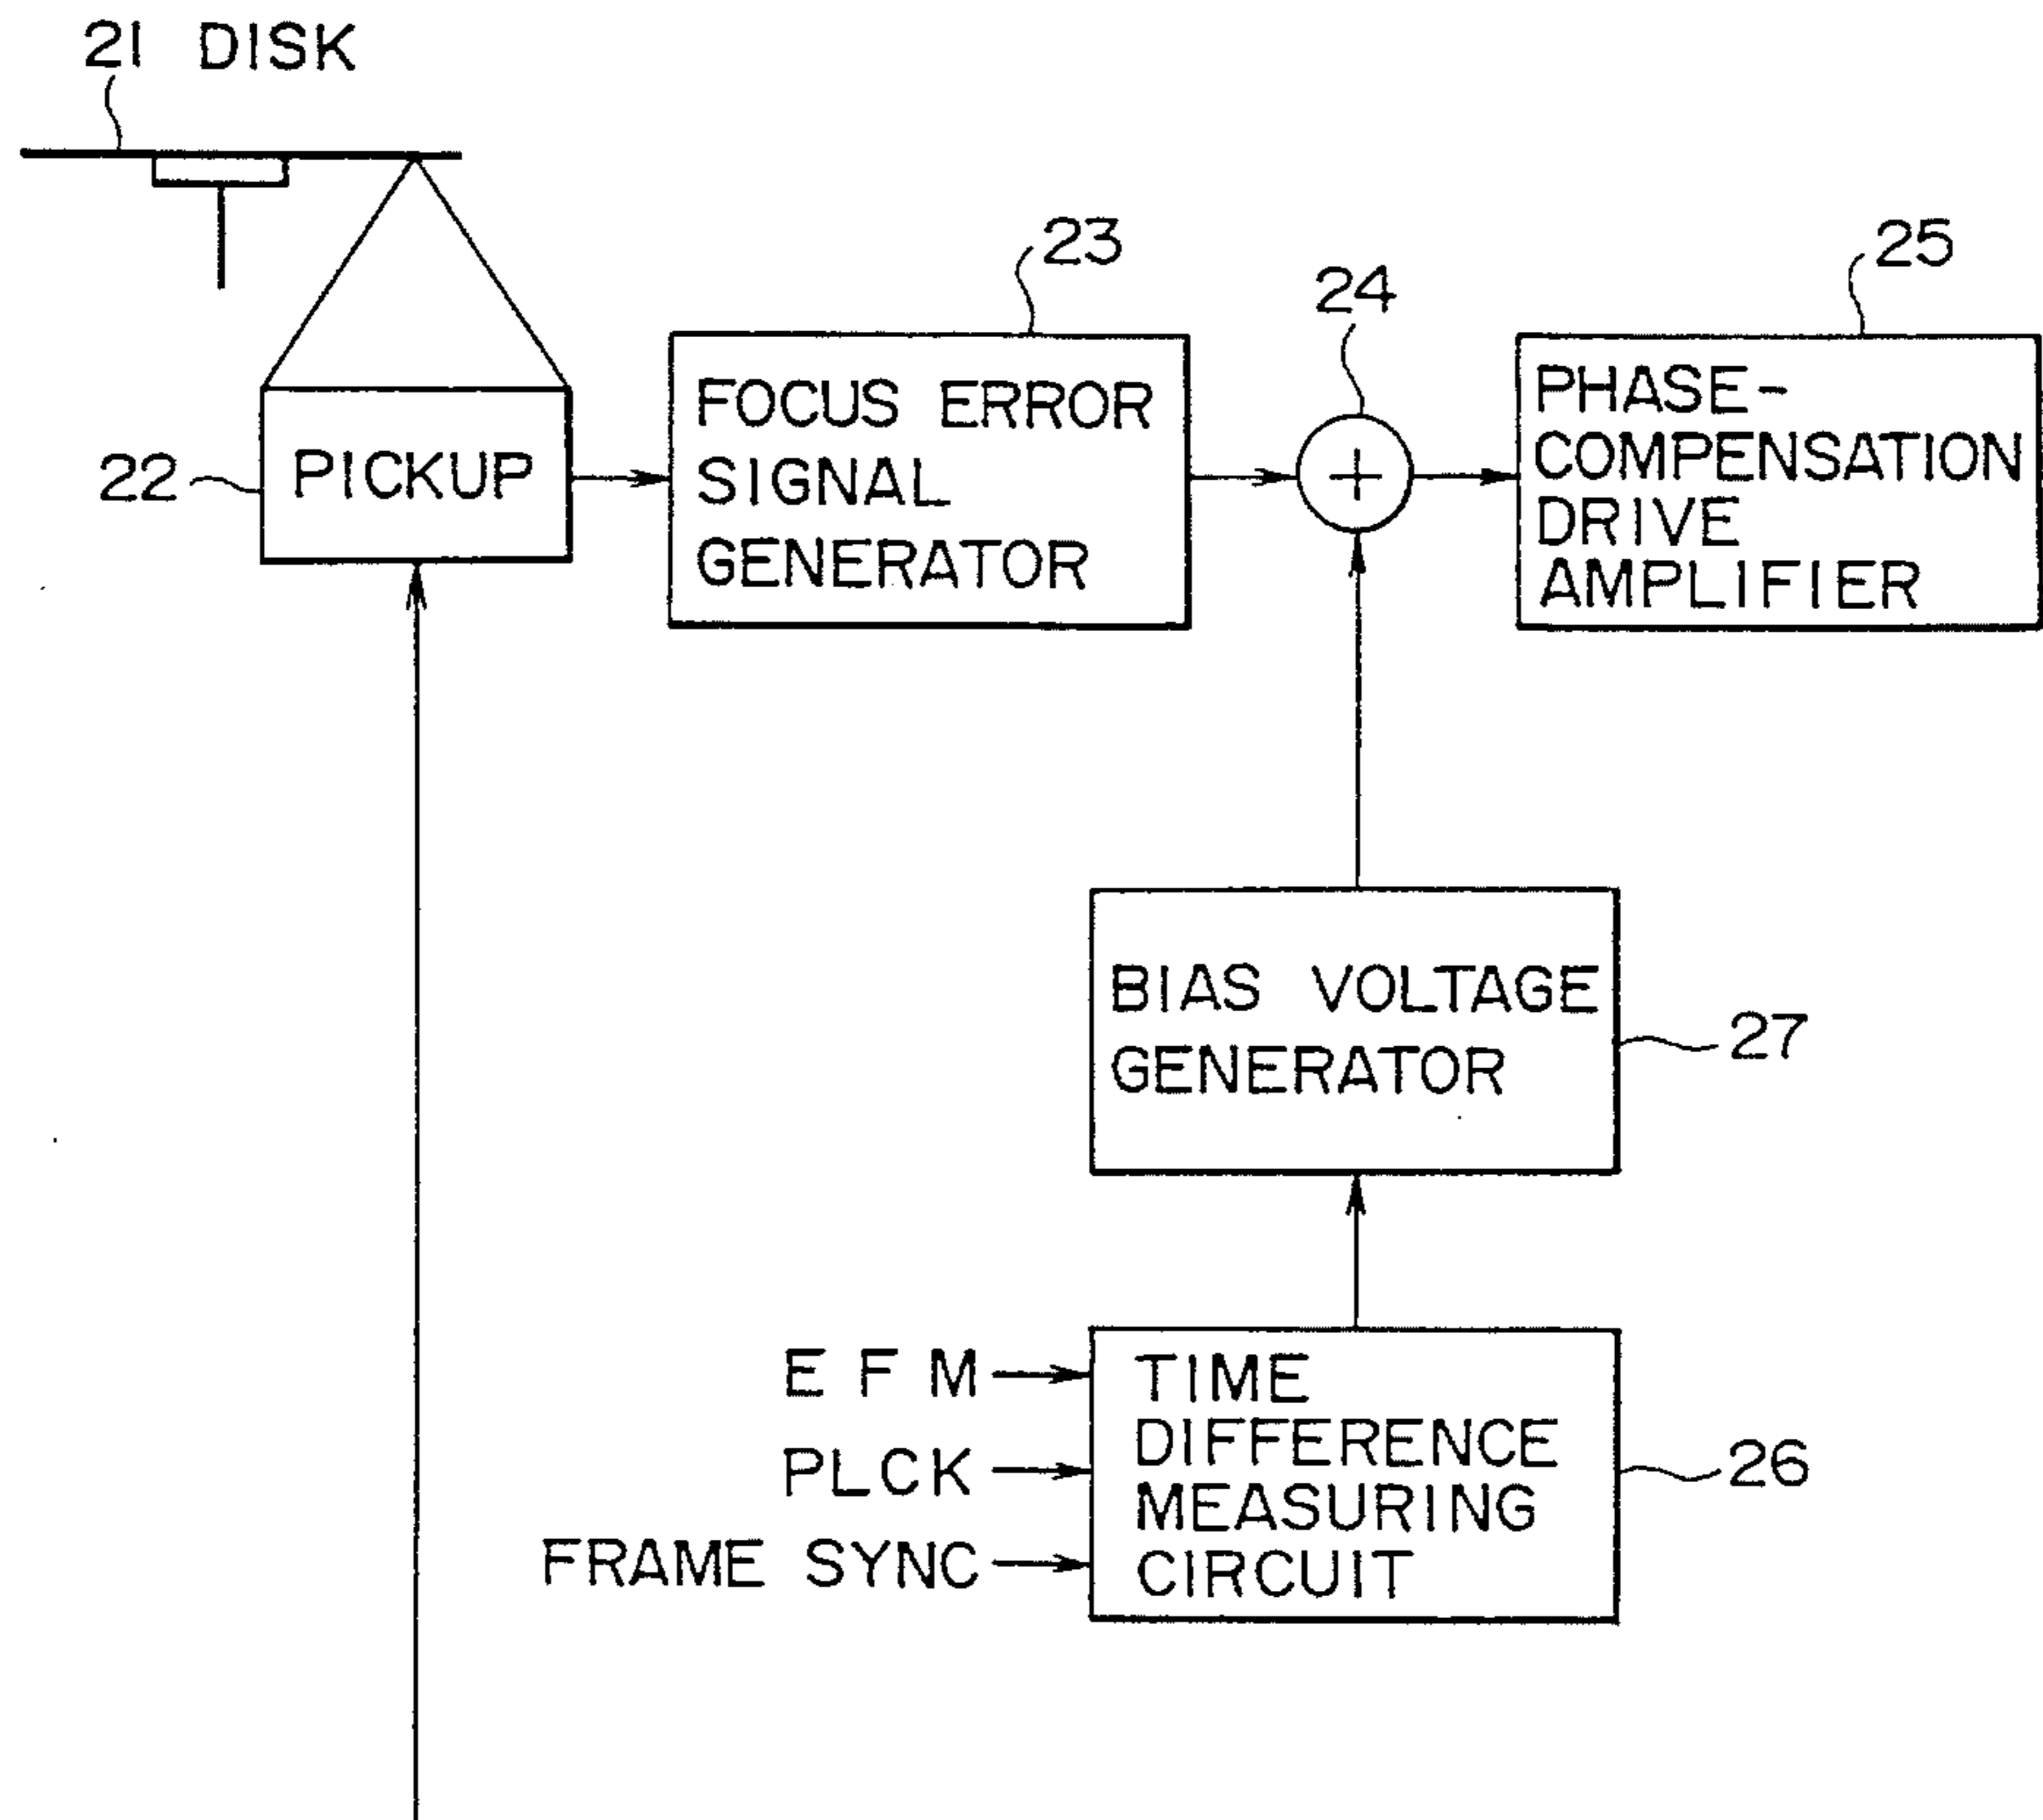 21 DISK
23
24
25
22
PICKUP
FOCUS ERROR
SIGNAL
GENERATOR
+
PHASE-
COMPENSATION
DRIVE
AMPLIFIER
BIAS VOLTAGE
GENERATOR
27
EFM
PLCK
FRAME SYNC
TIME
DIFFERENCE
MEASURING
CIRCUIT
26